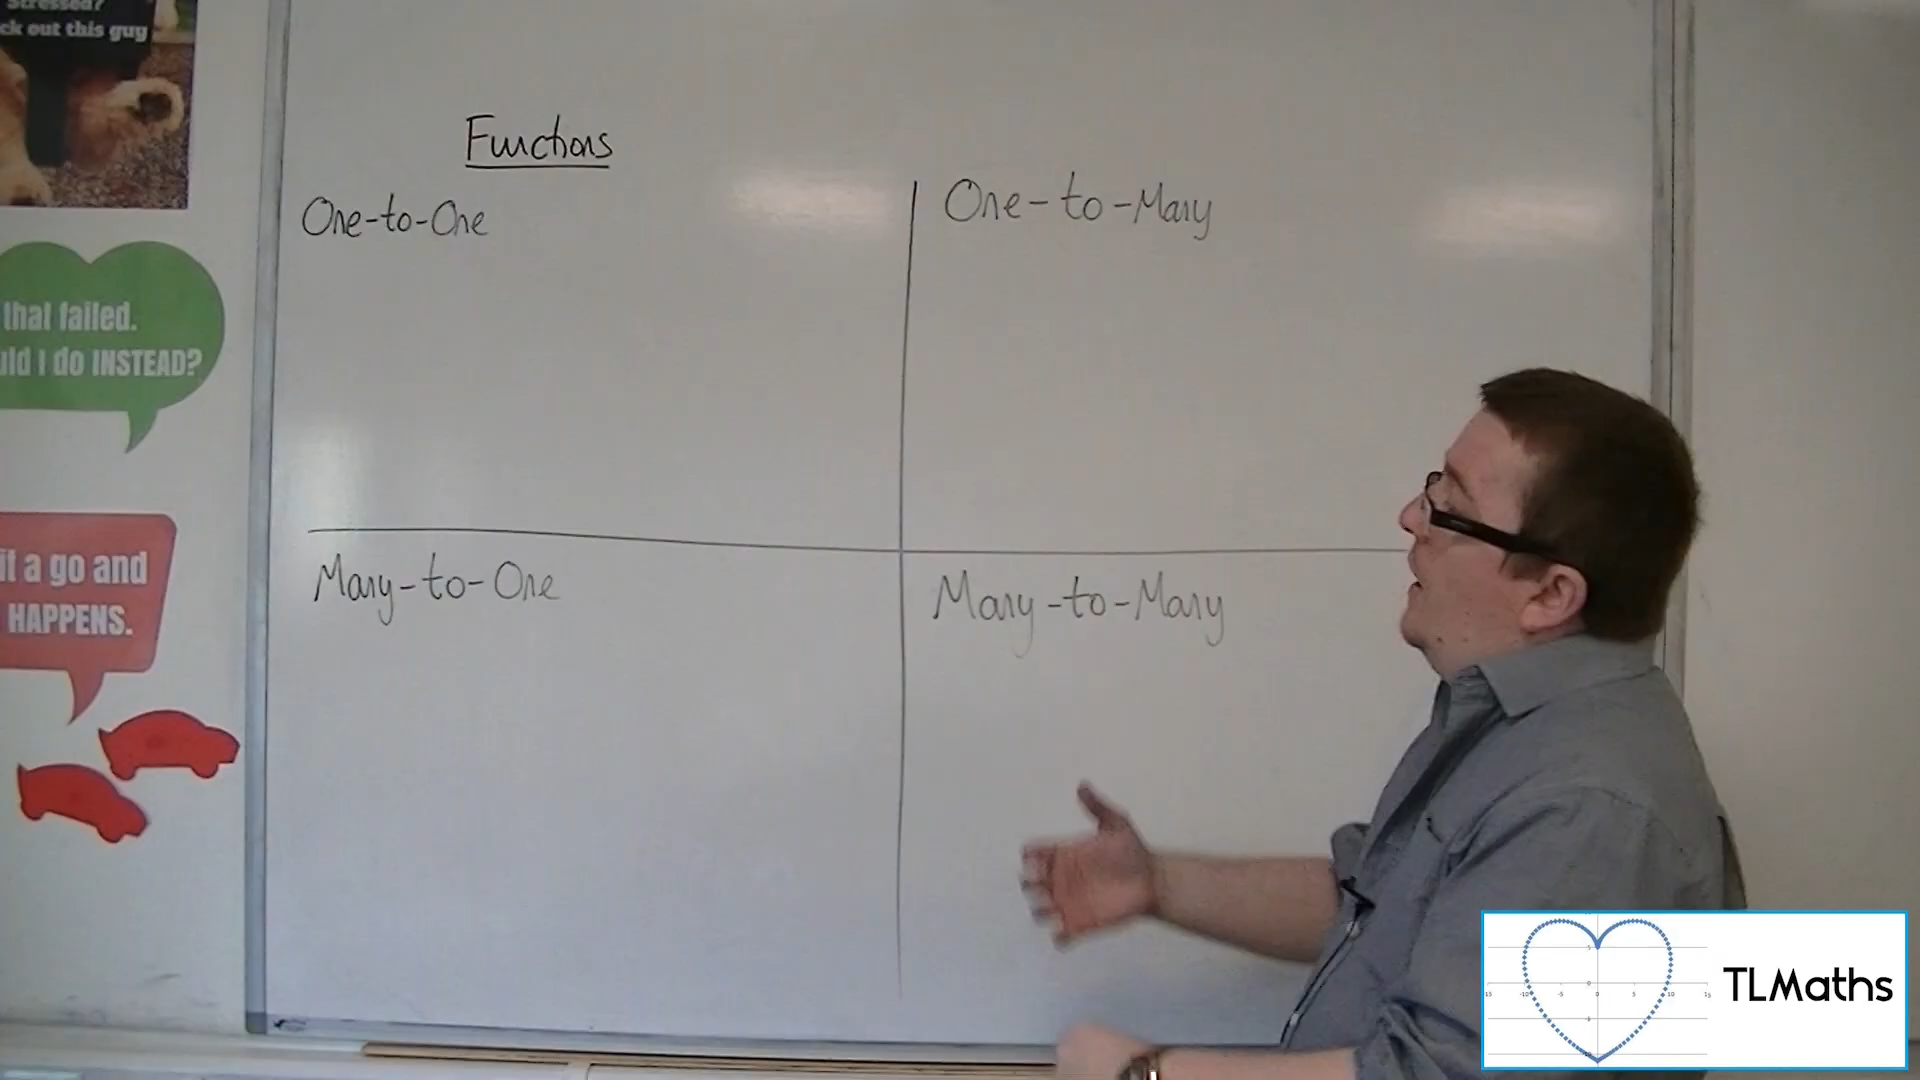 Stressed?
ck out this guy
Functions
One-to-One
One-to-Many
that failed.
uld I do INSTEAD?
it a go and
HAPPENS.
Many-to-One
Many-to-Many
TLMaths